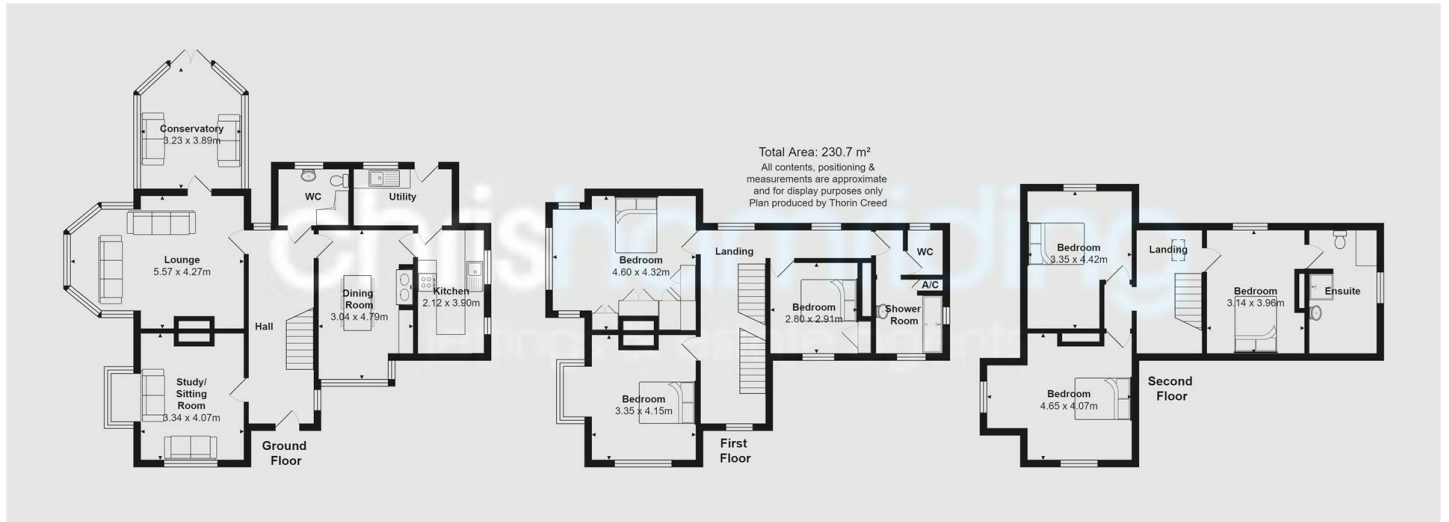 Conservatory
3.23 x 3.89m
WC
Utility
Lounge
5.57 x 4.27m
Hall
Dining
Room
3.04 x 4.79m
Kitchen
2.12 x 3.90m
Study/
Sitting
Room
3.34 x 4.07m
Ground
Floor
Total Area: 230.7 m²
All contents, positioning &
measurements are approximate
and for display purposes only
Plan produced by Thorin Creed
Bedroom
4.60 x 4.32m
Landing
WC
A/C
Bedroom
2.80 x 2.91m
Shower
Room
Bedroom
3.35 x 4.15m
First
Floor
Bedroom
3.35 x 4.42m
Landing
Bedroom
3.14 x 3.96m
Ensuite
Bedroom
4.65 x 4.07m
Second
Floor